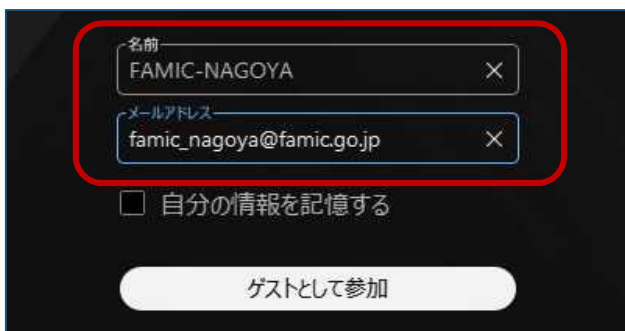 名前
FAMIC-NAGOYA
メールアドレス
famic_nagoya@famic.go.jp
自分の情報を記憶する
ゲストとして参加